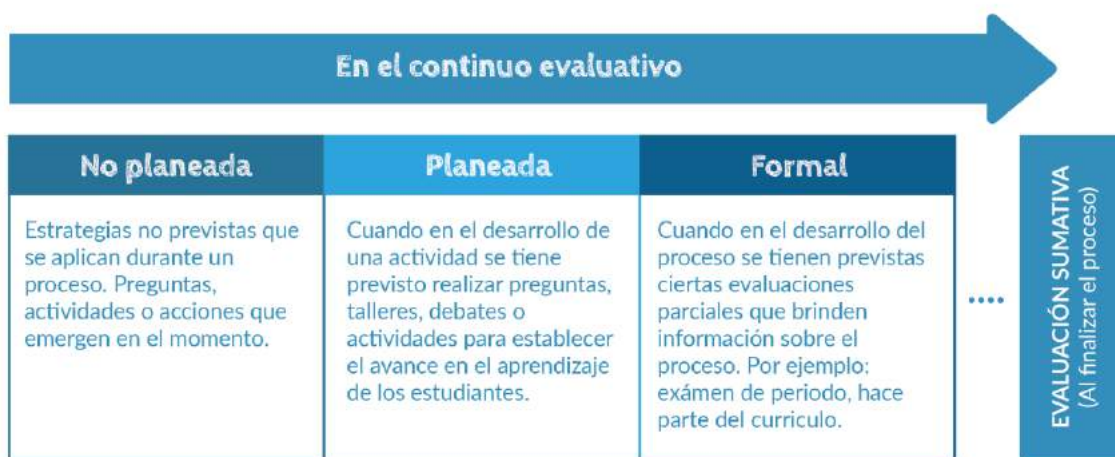 En el continuo evaluativo
No planeada
Estrategias no previstas que
se aplican durante un
proceso. Preguntas,
actividades o acciones que
emergen en el momento.
Planeada
Cuando en el desarrollo de
una actividad se tiene
previsto realizar preguntas,
talleres, debates o
actividades para establecer
el avance en el aprendizaje
de los estudiantes.
Formal
Cuando en el desarrollo del
proceso se tienen previstas
ciertas evaluaciones
parciales que brinden
información sobre el
proceso. Por ejemplo:
exámen de periodo, hace
parte del curriculo.
....
EVALUACIÓN SUMATIVA
(Al finalizar el proceso)